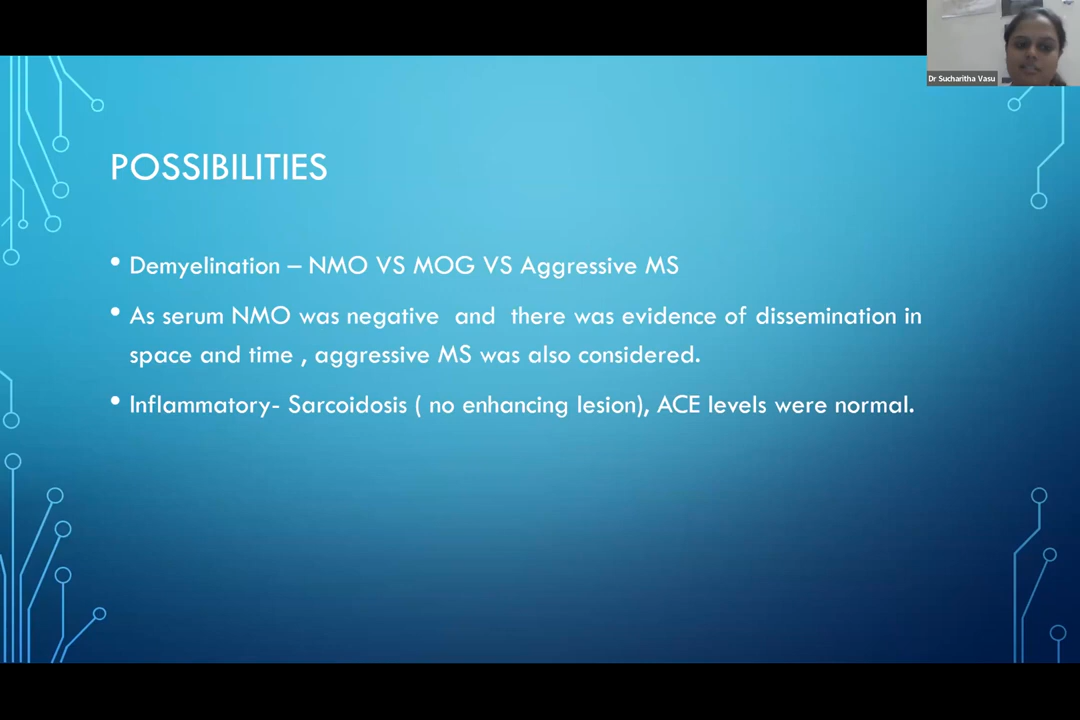 Dr Sucharitha Vasu
POSSIBILITIES
• Demyelination – NMO VS MOG VS Aggressive MS
• As serum NMO was negative and there was evidence of dissemination in
space and time , aggressive MS was also considered.
• Inflammatory- Sarcoidosis ( no enhancing lesion), ACE levels were normal.